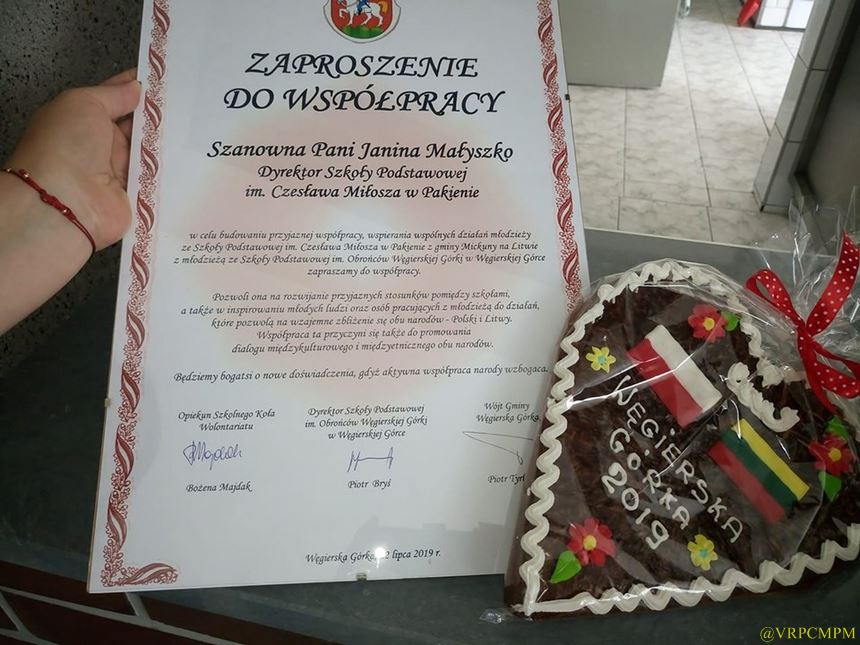 ZAPROSZENIE
DO WSPÓŁPRACY
Szanowna Pani Janina Małyszko
Dyrektor Szkoły Podstawowej
im. Czesława Miłosza w Pakienie
w celu budowaniu przyjaznej współpracy, wspierania wspólnych działań młodzieży
ze Szkoły Podstawowej im. Czesława Miłosza w Pakienie z gminy Mickuny na Litwie
z młodzieżą ze Szkoły Podstawowej im. Obrońców Węgierskiej Górki w Węgierskiej Górce
zapraszamy do współpracy.
Pozwoli ona na rozwijanie przyjaznych stosunków pomiędzy szkołami,
a także w inspirowaniu młodych ludzi oraz osób pracujących z młodzieżą do działań,
które pozwolą na wzajemne zbliżenie się obu narodów - Polski i Litwy.
Współpraca ta przyczyni się także do promowania
dialogu międzykulturowego i międzyetnicznego obu narodów.
Będziemy bogatsi o nowe doświadczenia, gdyż aktywna współpraca narody wzbogaca.
Opiekun Szkolnego Koła
Wolontariatu
Bożena Majdak
Dyrektor Szkoły Podstawowej
im. Obrońców Węgierskiej Górki
w Węgierskiej Górce
Piotr Bryś
Wójt Gminy
Węgierska Górka
Piotr Tyrl
Węgierska Górka, 2 lipca 2019 r.
WĘGIERSKA
GÓRKA
2019
@VRPCMPM